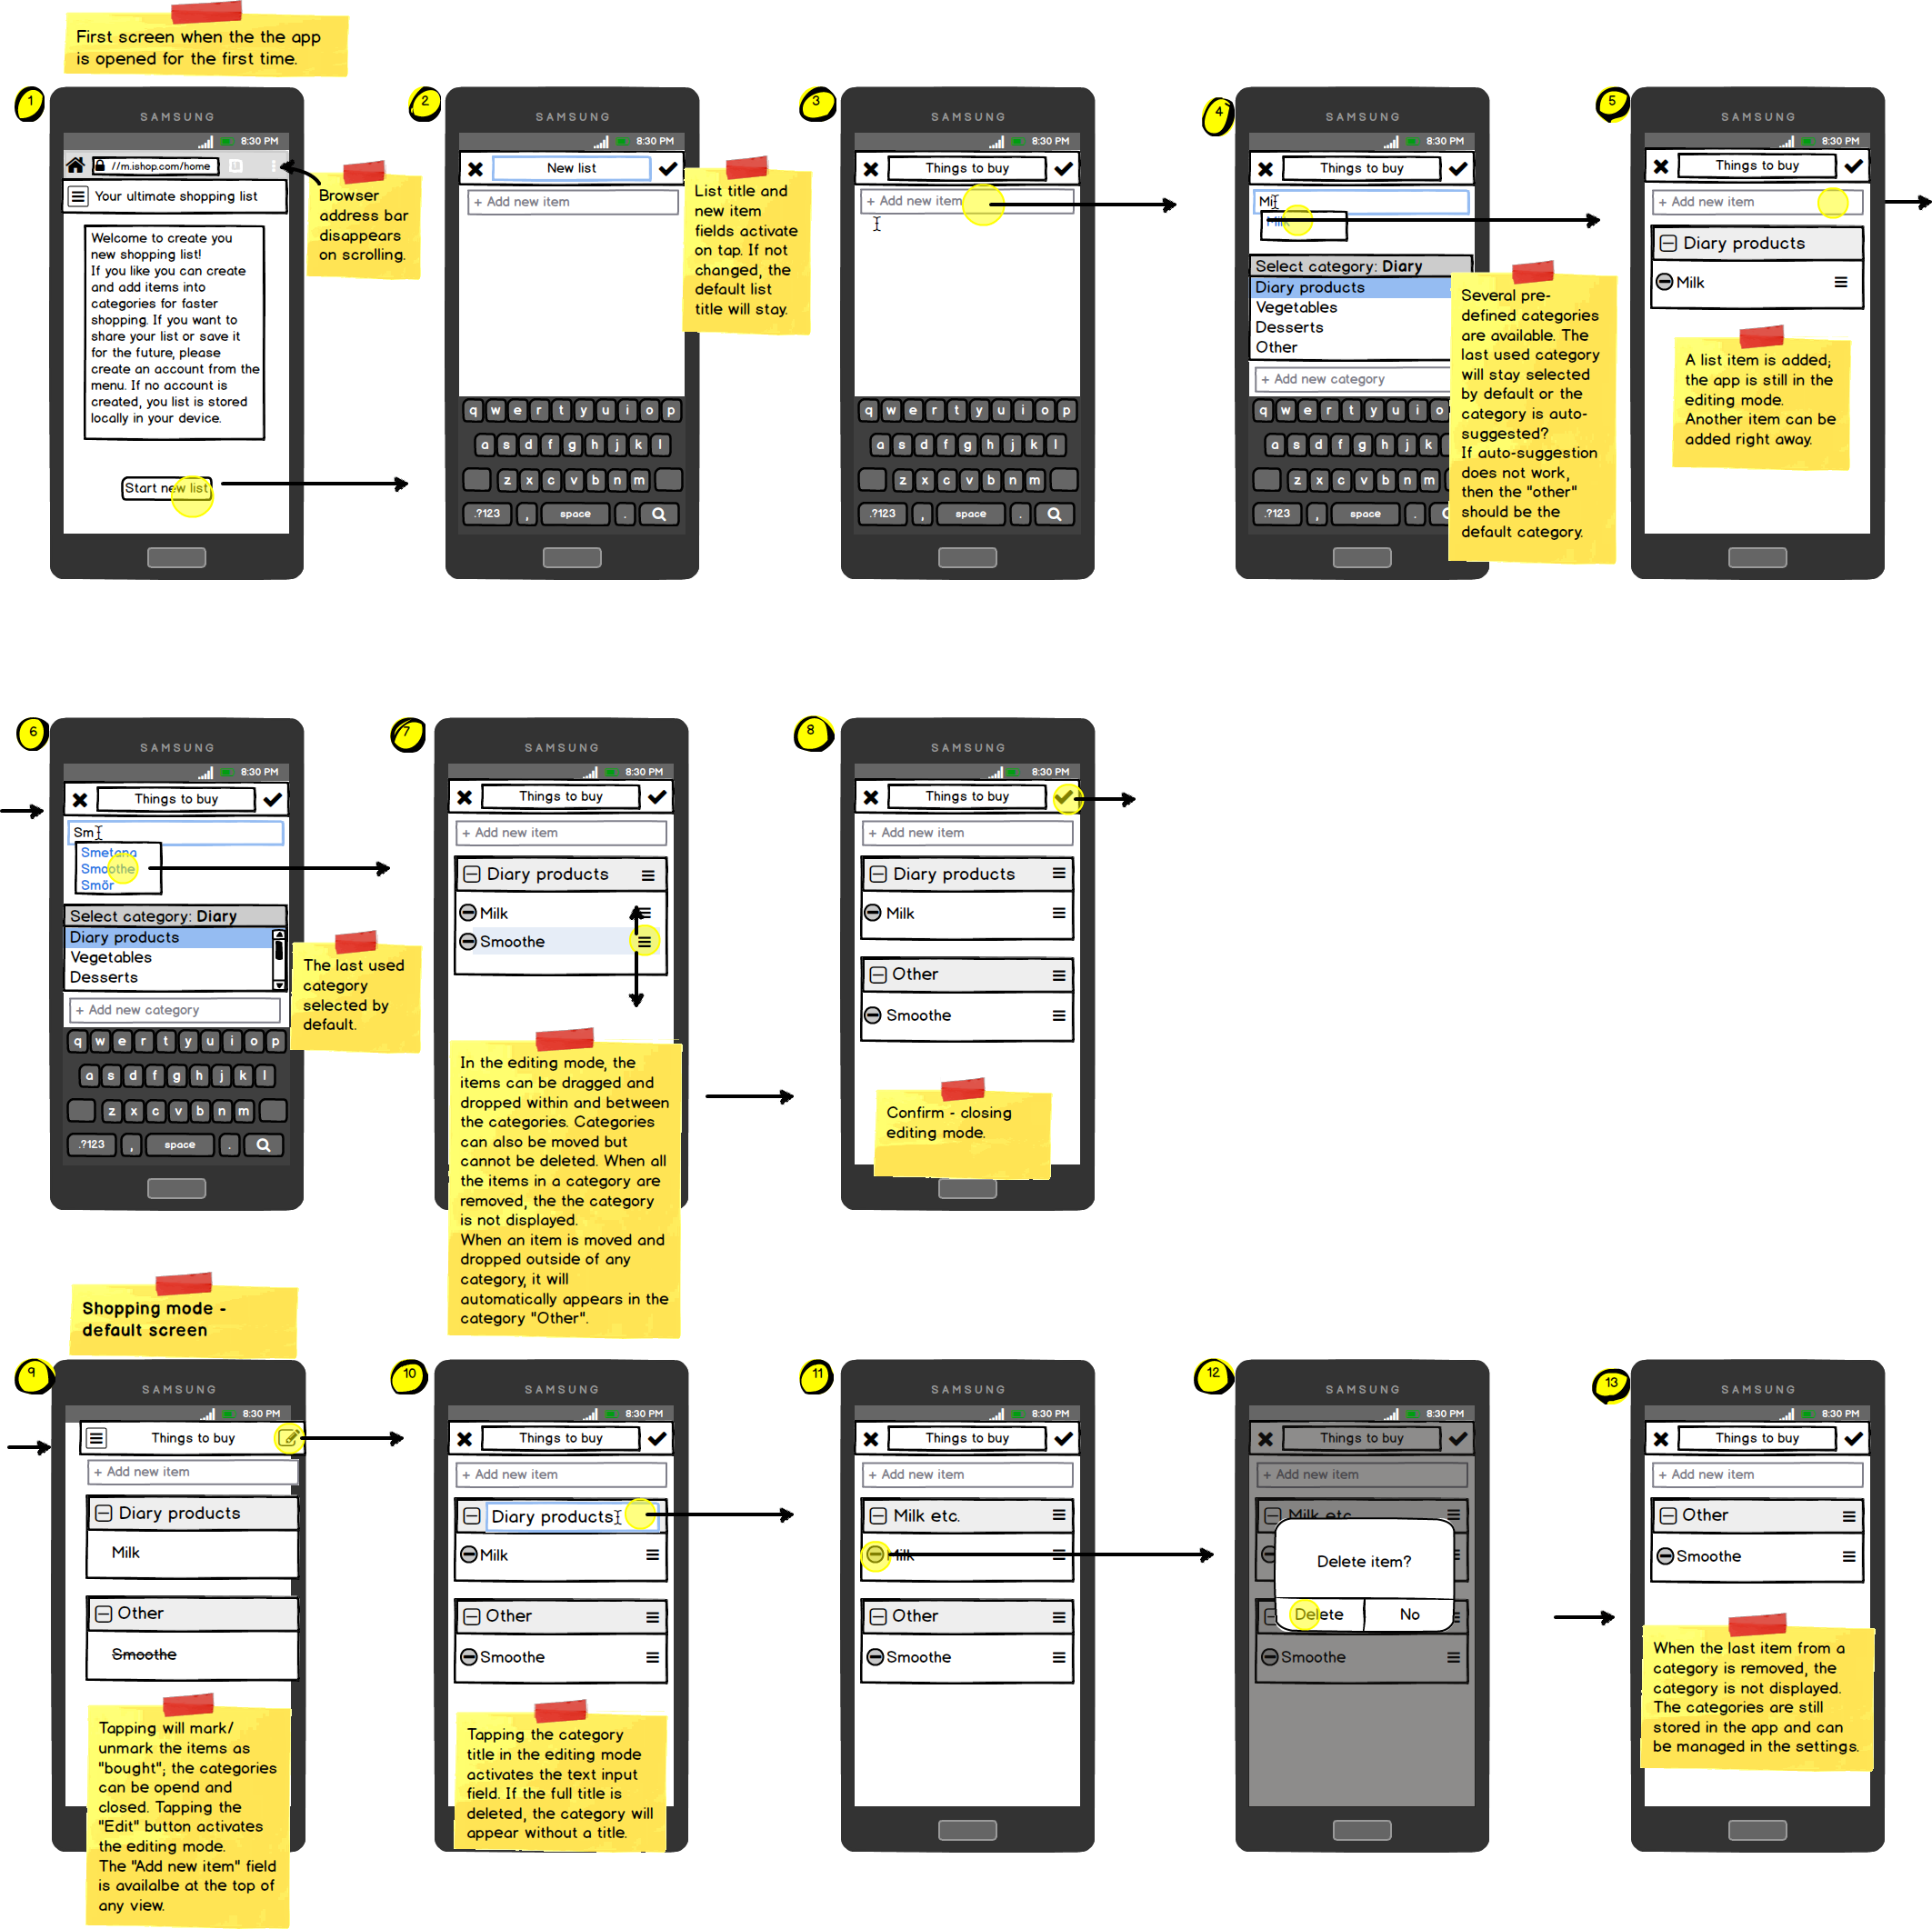 First screen when the the app
is opened for the first time.
1
SAMSUNG
8:30 PM
//m.ishop.com/home
Your ultimate shopping list
Welcome to create you
new shopping list!
If you like you can create
and add items into
categories for faster
shopping. If you want to
share your list or save it
for the future, please
create an account from the
menu. If no account is
created, you list is stored
locally in your device.
Start new list
Browser
address bar
disappears
on scrolling.
2
SAMSUNG
8:30 PM
New list
+ Add new item
q w e r t y u i o p
a s d f g h j k l
z x c v b n m
.?123 , space .
List title and
new item
fields activate
on tap. If not
changed, the
default list
title will stay.
3
SAMSUNG
8:30 PM
Things to buy
+ Add new item
q w e r t y u i o p
a s d f g h j k l
z x c v b n m
.?123 , space .
4
SAMSUNG
8:30 PM
Things to buy
Mi
Milk
Select category: Diary
Diary products
Vegetables
Desserts
Other
+ Add new category
q w e r t y u i o
a s d f g h j k
z x c v b n m
.?123 , space .
Several pre-
defined categories
are available. The
last used category
will stay selected
by default or the
category is auto-
suggested?
If auto-suggestion
does not work,
then the "other"
should be the
default category.
5
SAMSUNG
8:30 PM
Things to buy
+ Add new item
Diary products
Milk
A list item is added;
the app is still in the
editing mode.
Another item can be
added right away.
6
SAMSUNG
8:30 PM
Things to buy
Sm
Smetana
Smoothe
Smör
Select category: Diary
Diary products
Vegetables
Desserts
+ Add new category
q w e r t y u i o p
a s d f g h j k l
z x c v b n m
.?123 , space .
The last used
category
selected by
default.
7
SAMSUNG
8:30 PM
Things to buy
+ Add new item
Diary products
Milk
Smoothe
In the editing mode, the
items can be dragged and
dropped within and between
the categories. Categories
can also be moved but
cannot be deleted. When all
the items in a category are
removed, the the category
is not displayed.
When an item is moved and
dropped outside of any
category, it will
automatically appears in the
category "Other".
8
SAMSUNG
8:30 PM
Things to buy
+ Add new item
Diary products
Milk
Other
Smoothe
Confirm - closing
editing mode.
Shopping mode -
default screen
9
SAMSUNG
8:30 PM
Things to buy
+ Add new item
Diary products
Milk
Other
Smoothe
Tapping will mark/
unmark the items as
"bought"; the categories
can be opend and
closed. Tapping the
"Edit" button activates
the editing mode.
The "Add new item" field
is availalbe at the top of
any view.
10
SAMSUNG
8:30 PM
Things to buy
+ Add new item
Diary products
Milk
Other
Smoothe
Tapping the category
title in the editing mode
activates the text input
field. If the full title is
deleted, the category will
appear without a title.
11
SAMSUNG
8:30 PM
Things to buy
+ Add new item
Milk etc.
Milk
Other
Smoothe
12
SAMSUNG
8:30 PM
Things to buy
+ Add new item
Milk etc.
Delete item?
Delete No
Smoothe
13
SAMSUNG
8:30 PM
Things to buy
+ Add new item
Other
Smoothe
When the last item from a
category is removed, the
category is not displayed.
The categories are still
stored in the app and can
be managed in the settings.